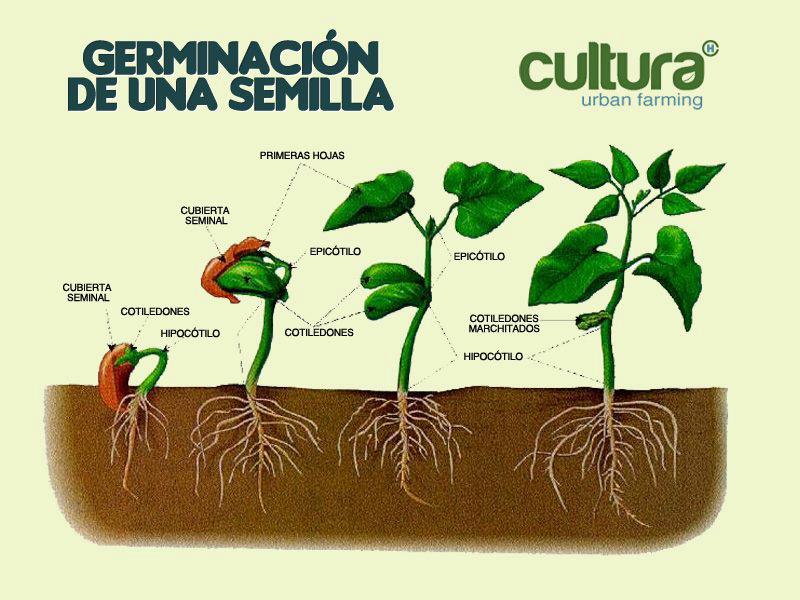 GERMINACIÓN
DE UNA SEMILLA
cultura H
urban farming
PRIMERAS HOJAS
CUBIERTA
SEMINAL
EPICÓTILO
EPICÓTILO
CUBIERTA
SEMINAL
COTILEDONES
HIPOCÓTILO
COTILEDONES
COTILEDONES
MARCHITADOS
HIPOCÓTILO